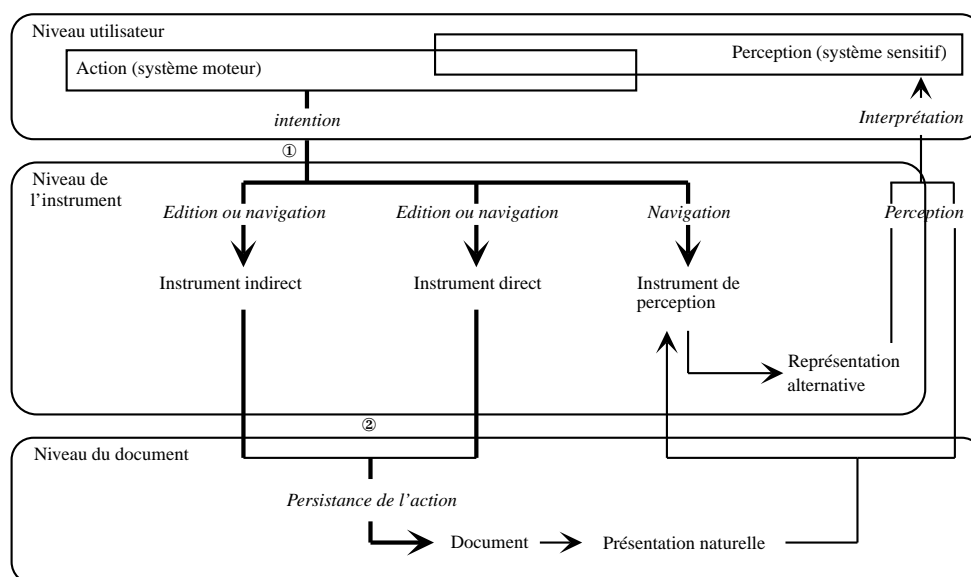 Niveau utilisateur
Action (système moteur)
Perception (système sensitif)
intention
Interprétation
①
Niveau de
l’instrument
Edition ou navigation
Edition ou navigation
Navigation
Perception
Instrument indirect
Instrument direct
Instrument de
perception
Représentation
alternative
②
Niveau du document
Persistance de l’action
Document
Présentation naturelle